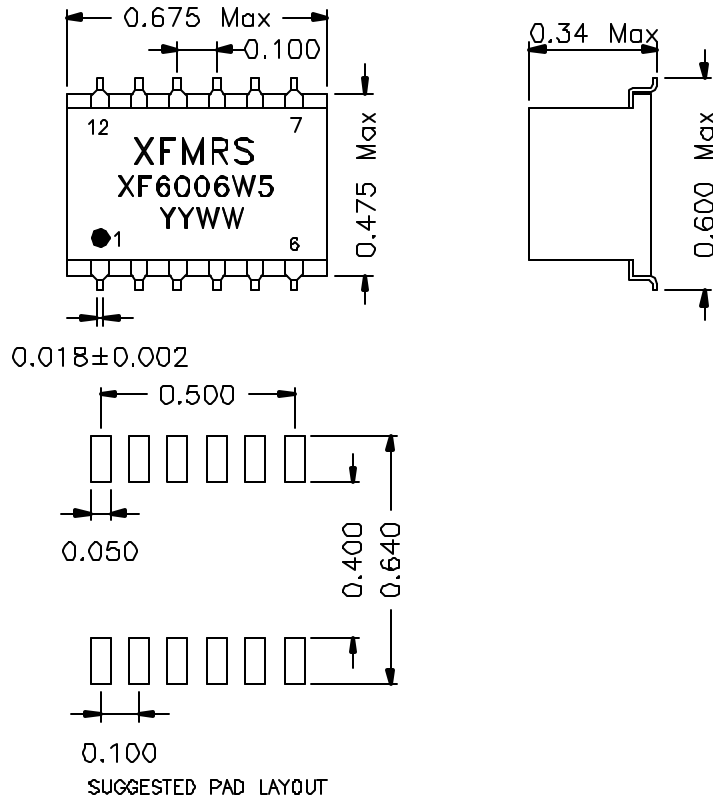 0.675 Max
0.100
0.34 Max
12
7
XFMRS
XF6006W5
YYWW
1
6
0.475 Max
0.600 Max
0.018±0.002
0.500
0.050
0.400
0.640
0.100
SUGGESTED PAD LAYOUT